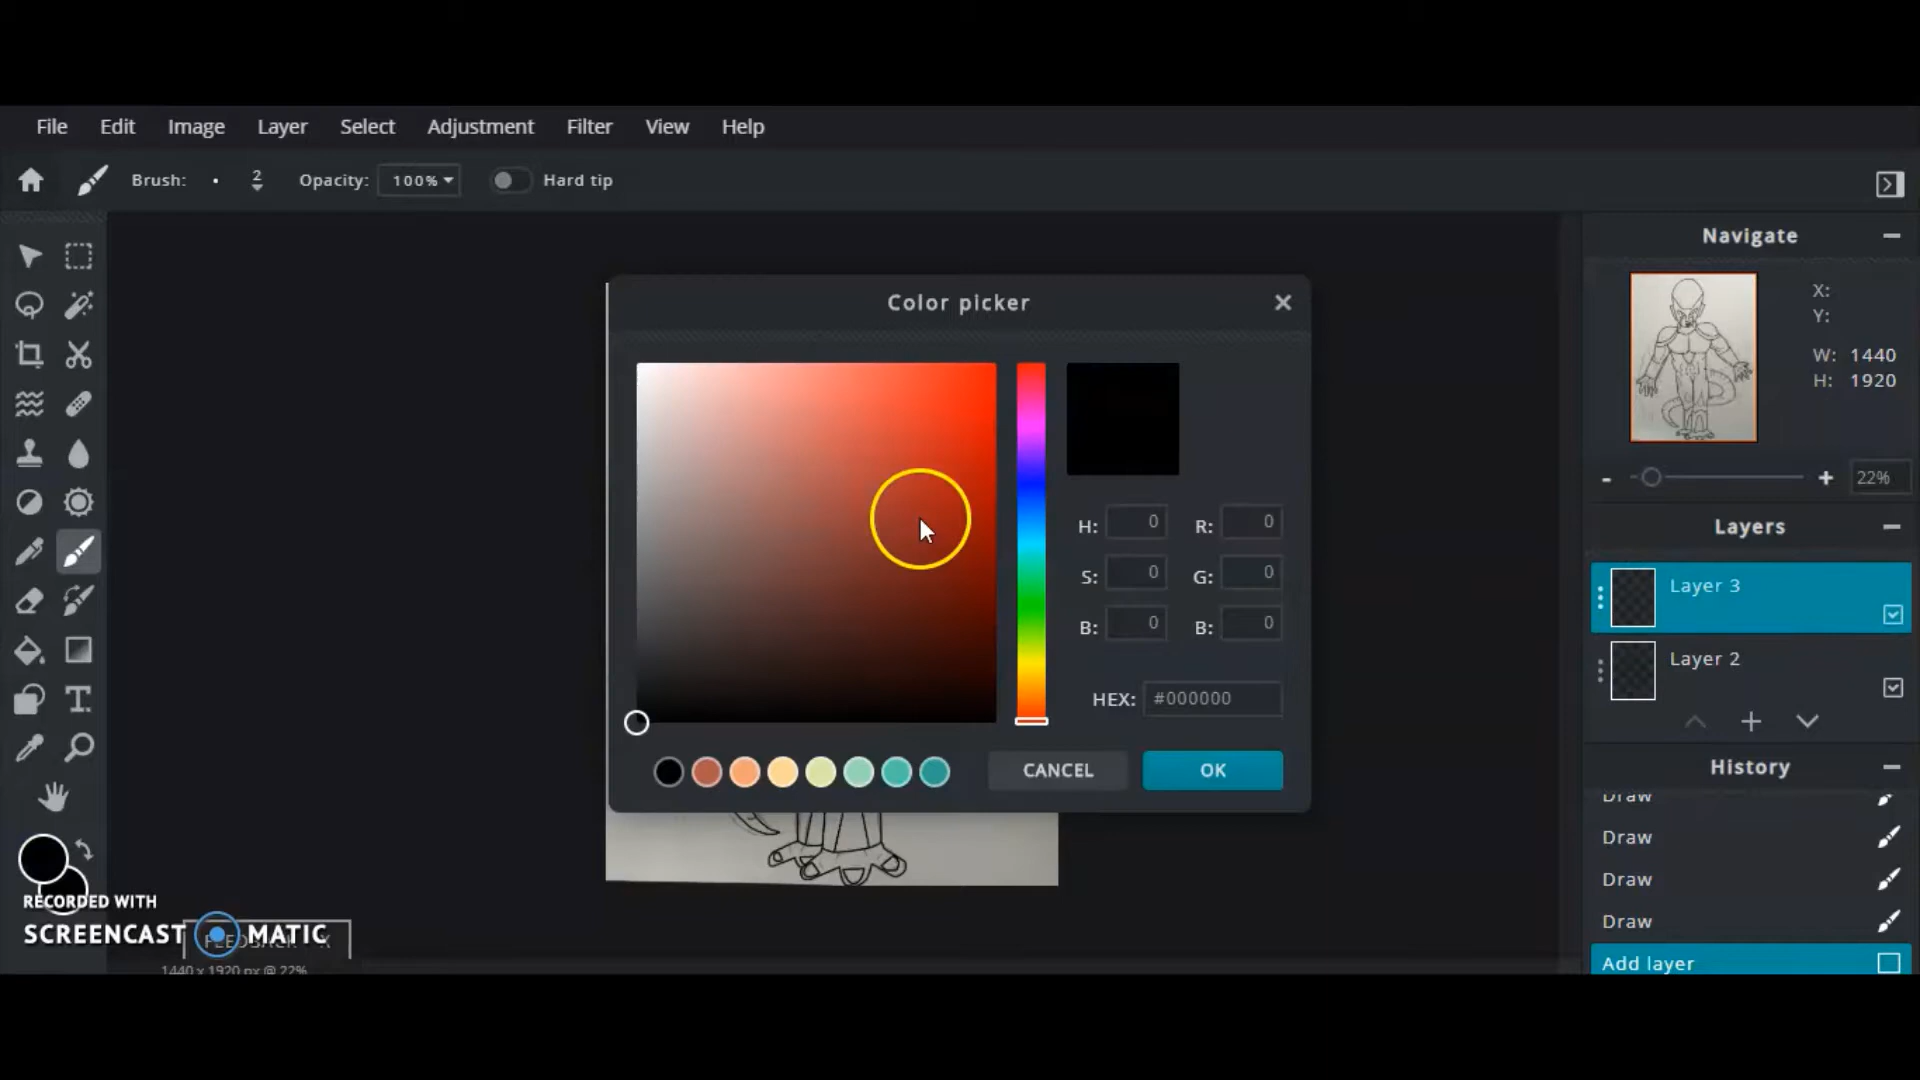 File Edit Image Layer Select Adjustment Filter View Help
Brush: 2 Opacity: 100% Hard tip
Navigate
X:
Y:
W: 1440
H: 1920
- + 22%
Color picker
H: 0 R: 0
S: 0 G: 0
B: 0 B: 0
HEX: #000000
CANCEL OK
Layers
Layer 3
Layer 2
History
Draw
Draw
Draw
Draw
Add layer
RECORDED WITH
SCREENCAST MATIC
FEEDBACK X
1440 x 1920 px @ 22%